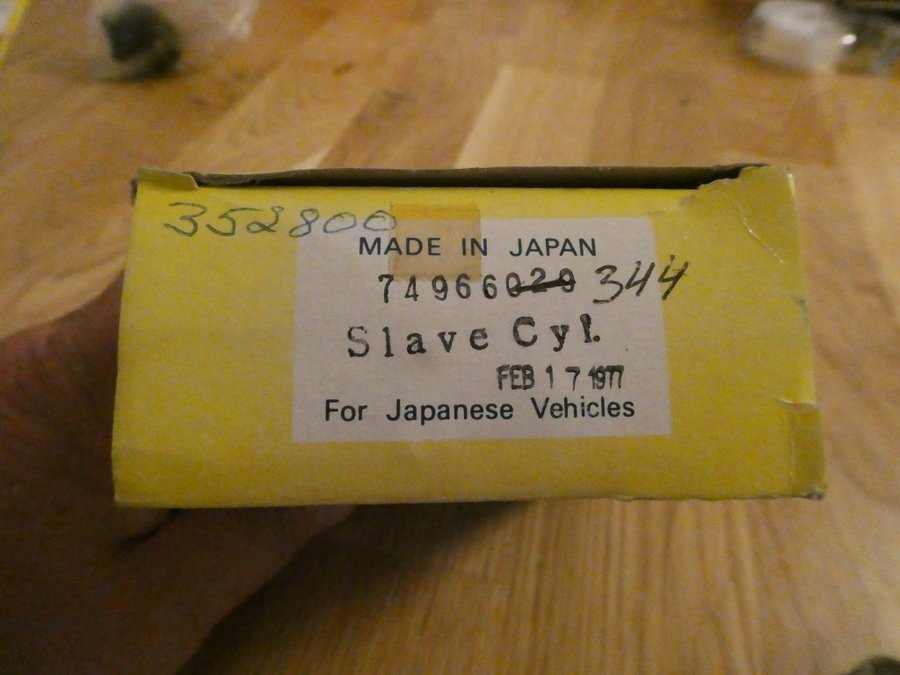 352800
MADE IN JAPAN
74966029 344
Slave Cyl.
FEB 17 1977
For Japanese Vehicles